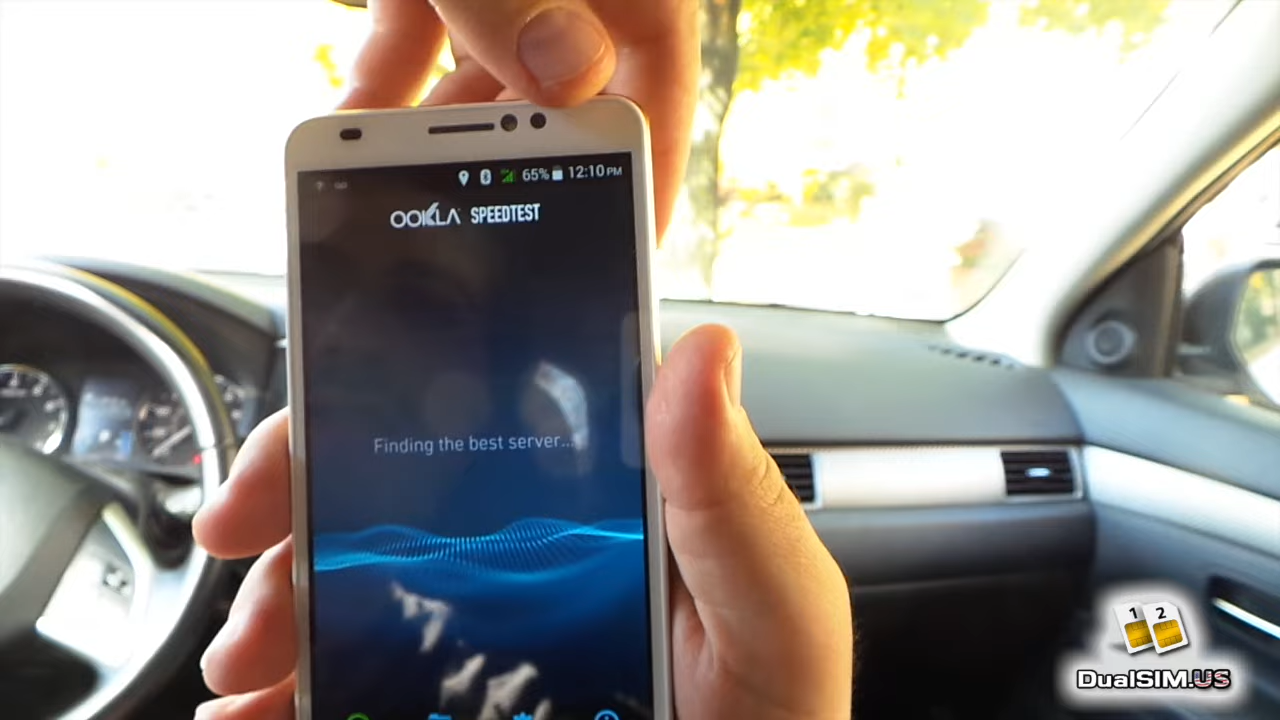 65% 12:10 PM
OOKLA SPEEDTEST
Finding the best server...
1 2
DualSIM.US